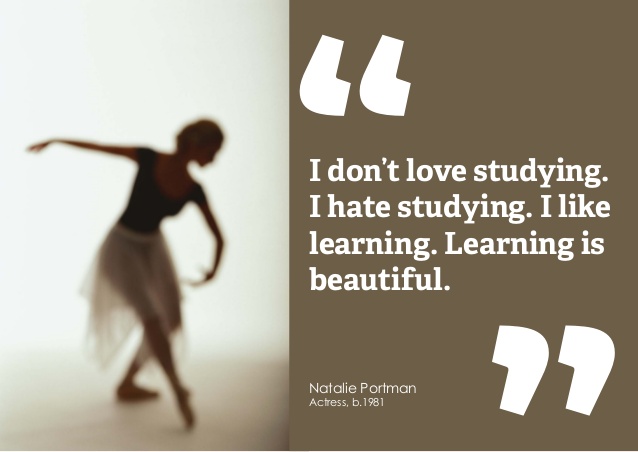 “
I don’t love studying.
I hate studying. I like
learning. Learning is
beautiful.
”
Natalie Portman
Actress, b.1981